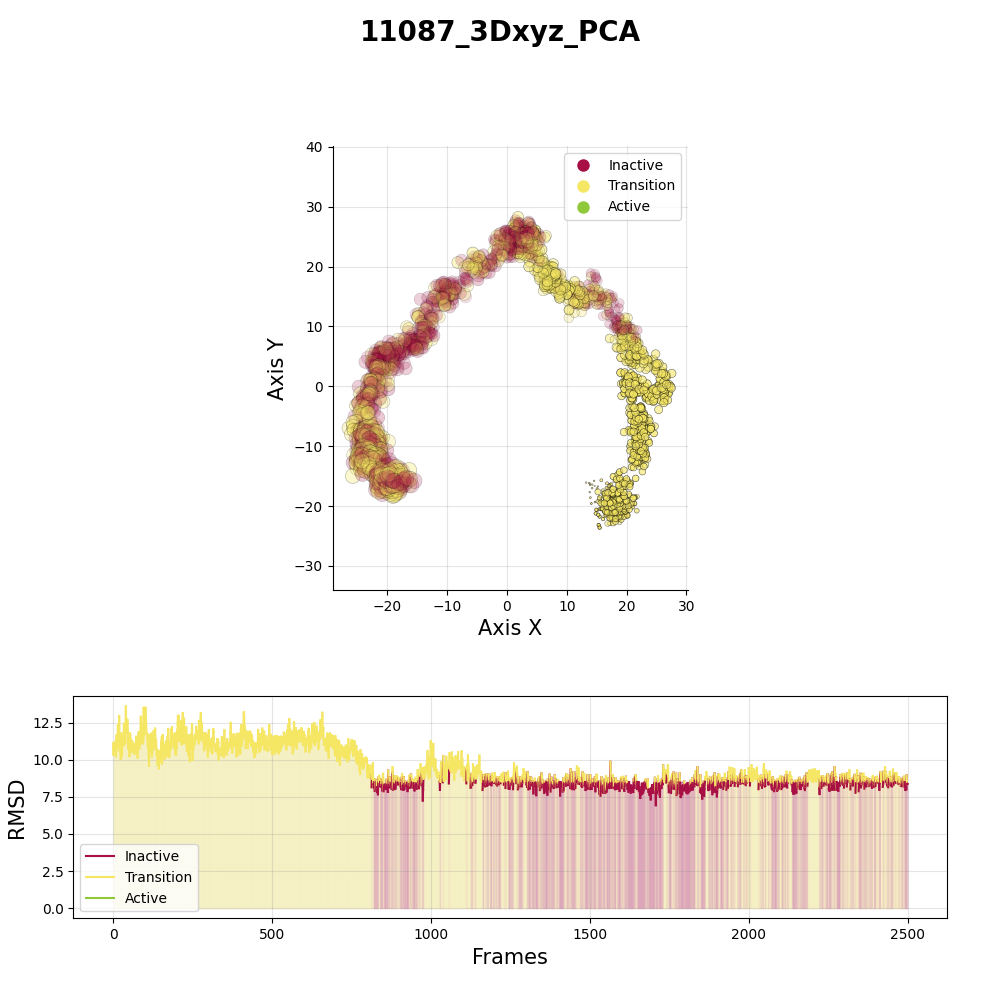 11087_3Dxyz_PCA
40
30
20
10
0
−10
−20
−30
Axis Y
Inactive
Transition
Active
−20 −10 0 10 20 30
Axis X
12.5
10.0
7.5
5.0
2.5
0.0
RMSD
Inactive
Transition
Active
0 500 1000 1500 2000 2500
Frames